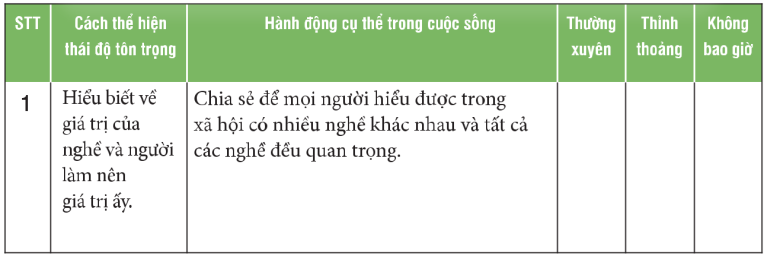 STT
Cách thể hiện
thái độ tôn trọng
Hành động cụ thể trong cuộc sống
Thường
xuyên
Thỉnh
thoảng
Không
bao giờ
1
Hiểu biết về
giá trị của
nghề và người
làm nên
giá trị ấy.
Chia sẻ để mọi người hiểu được trong
xã hội có nhiều nghề khác nhau và tất cả
các nghề đều quan trọng.